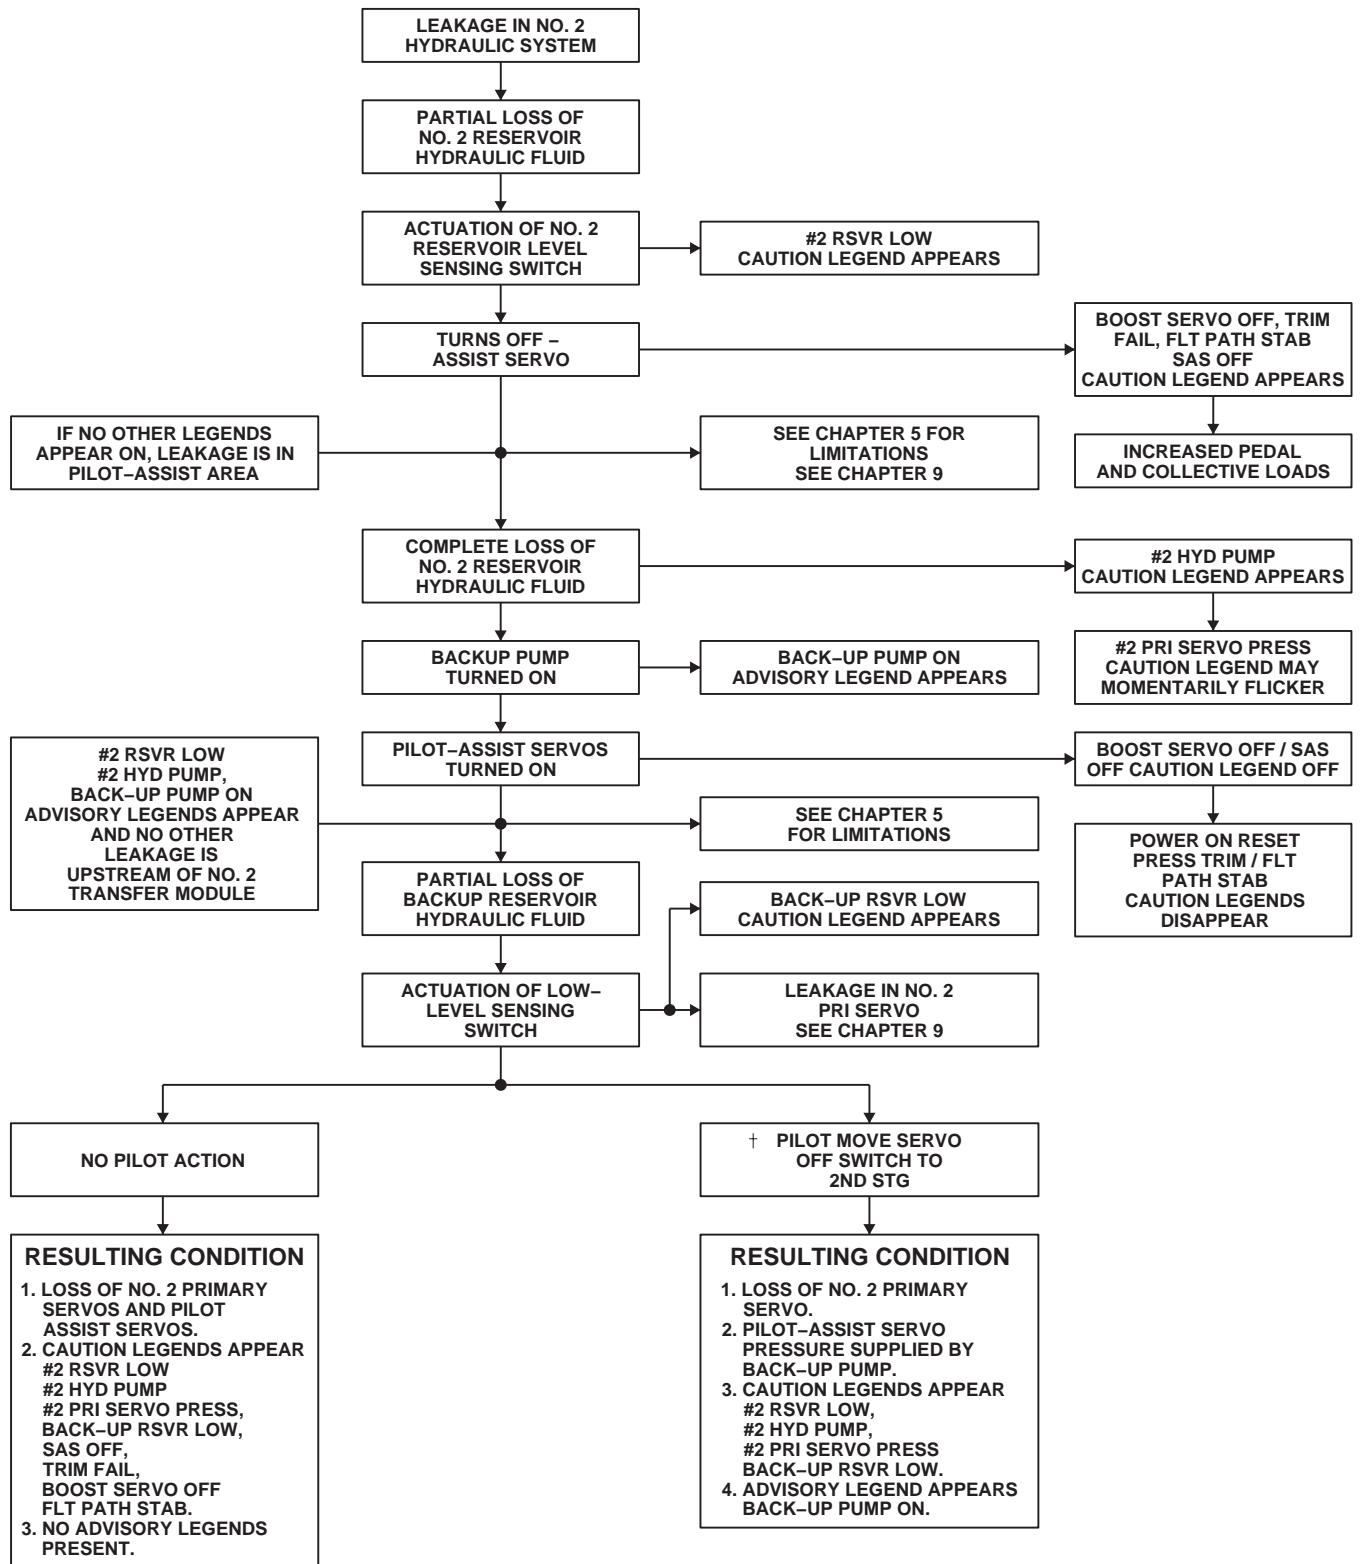 LEAKAGE IN NO. 2
HYDRAULIC SYSTEM
PARTIAL LOSS OF
NO. 2 RESERVOIR
HYDRAULIC FLUID
ACTUATION OF NO. 2
RESERVOIR LEVEL
SENSING SWITCH
#2 RSVR LOW
CAUTION LEGEND APPEARS
TURNS OFF –
ASSIST SERVO
BOOST SERVO OFF, TRIM
FAIL, FLT PATH STAB
SAS OFF
CAUTION LEGEND APPEARS
IF NO OTHER LEGENDS
APPEAR ON, LEAKAGE IS IN
PILOT–ASSIST AREA
SEE CHAPTER 5 FOR
LIMITATIONS
SEE CHAPTER 9
INCREASED PEDAL
AND COLLECTIVE LOADS
COMPLETE LOSS OF
NO. 2 RESERVOIR
HYDRAULIC FLUID
#2 HYD PUMP
CAUTION LEGEND APPEARS
BACKUP PUMP
TURNED ON
BACK–UP PUMP ON
ADVISORY LEGEND APPEARS
#2 PRI SERVO PRESS
CAUTION LEGEND MAY
MOMENTARILY FLICKER
#2 RSVR LOW
#2 HYD PUMP,
BACK–UP PUMP ON
ADVISORY LEGENDS APPEAR
AND NO OTHER
LEAKAGE IS
UPSTREAM OF NO. 2
TRANSFER MODULE
PILOT–ASSIST SERVOS
TURNED ON
BOOST SERVO OFF / SAS
OFF CAUTION LEGEND OFF
SEE CHAPTER 5
FOR LIMITATIONS
POWER ON RESET
PRESS TRIM / FLT
PATH STAB
CAUTION LEGENDS
DISAPPEAR
PARTIAL LOSS OF
BACKUP RESERVOIR
HYDRAULIC FLUID
BACK–UP RSVR LOW
CAUTION LEGEND APPEARS
ACTUATION OF LOW–
LEVEL SENSING
SWITCH
LEAKAGE IN NO. 2
PRI SERVO
SEE CHAPTER 9
NO PILOT ACTION
† PILOT MOVE SERVO
OFF SWITCH TO
2ND STG
RESULTING CONDITION
1. LOSS OF NO. 2 PRIMARY
SERVOS AND PILOT
ASSIST SERVOS.
2. CAUTION LEGENDS APPEAR
#2 RSVR LOW
#2 HYD PUMP
#2 PRI SERVO PRESS,
BACK–UP RSVR LOW,
SAS OFF,
TRIM FAIL,
BOOST SERVO OFF
FLT PATH STAB.
3. NO ADVISORY LEGENDS
PRESENT.
RESULTING CONDITION
1. LOSS OF NO. 2 PRIMARY
SERVO.
2. PILOT–ASSIST SERVO
PRESSURE SUPPLIED BY
BACK–UP PUMP.
3. CAUTION LEGENDS APPEAR
#2 RSVR LOW,
#2 HYD PUMP,
#2 PRI SERVO PRESS
BACK–UP RSVR LOW.
4. ADVISORY LEGEND APPEARS
BACK–UP PUMP ON.